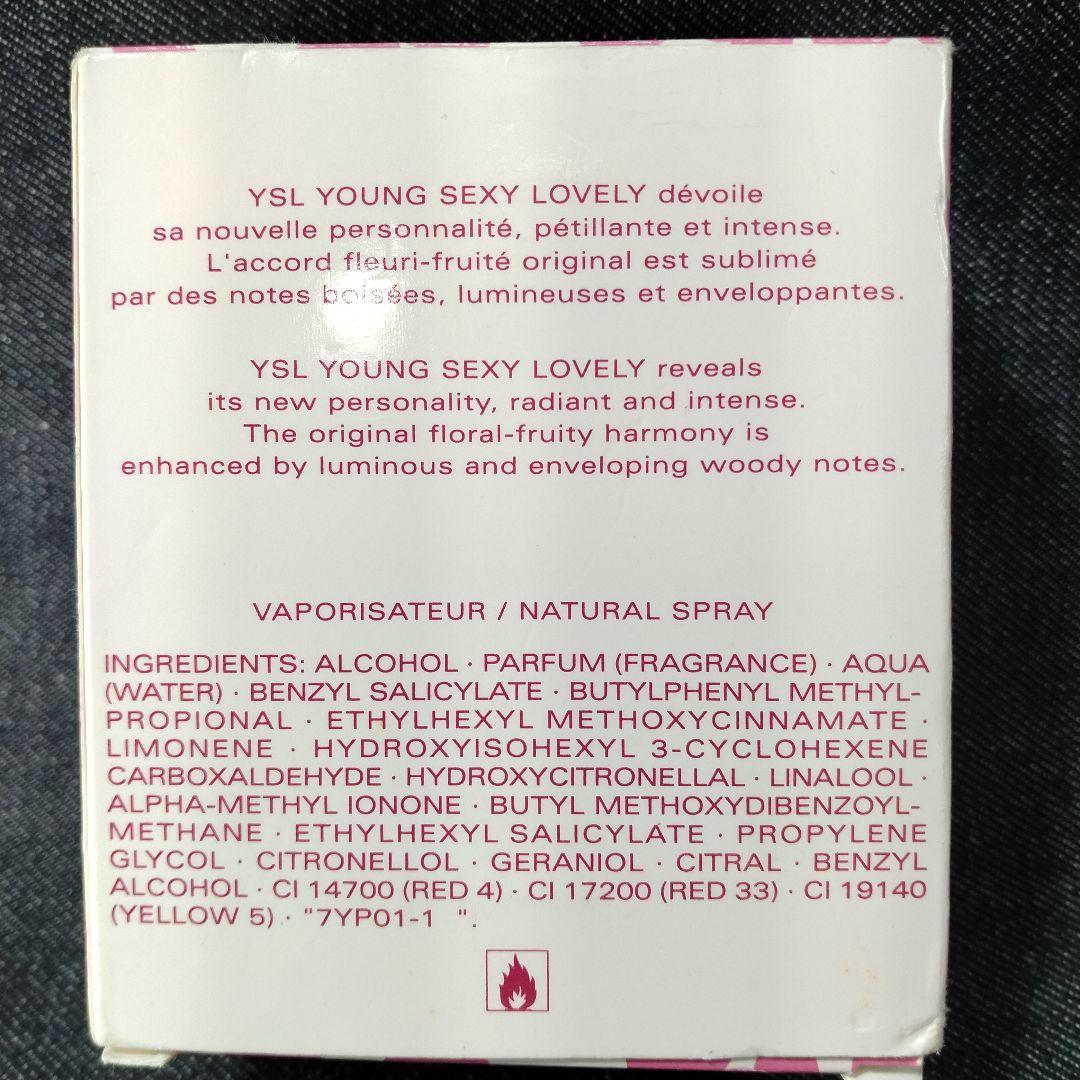 YSL YOUNG SEXY LOVELY dévoile
sa nouvelle personnalité, pétillante et intense.
L'accord fleuri-fruité original est sublimé
par des notes boisées, lumineuses et enveloppantes.
YSL YOUNG SEXY LOVELY reveals
its new personality, radiant and intense.
The original floral-fruity harmony is
enhanced by luminous and enveloping woody notes.
VAPORISATEUR / NATURAL SPRAY
INGREDIENTS: ALCOHOL · PARFUM (FRAGRANCE) · AQUA
(WATER) · BENZYL SALICYLATE · BUTYLPHENYL METHYL-
PROPIONAL · ETHYLHEXYL METHOXYCINNAMATE ·
LIMONENE · HYDROXYISOHEXYL 3-CYCLOHEXENE
CARBOXALDEHYDE · HYDROXYCITRONELLAL · LINALOOL ·
ALPHA-METHYL IONONE · BUTYL METHOXYDIBENZOYL-
METHANE · ETHYLHEXYL SALICYLATE · PROPYLENE
GLYCOL · CITRONELLOL · GERANIOL · CITRAL · BENZYL
ALCOHOL · CI 14700 (RED 4) · CI 17200 (RED 33) · CI 19140
(YELLOW 5) · "7YP01-1 ".